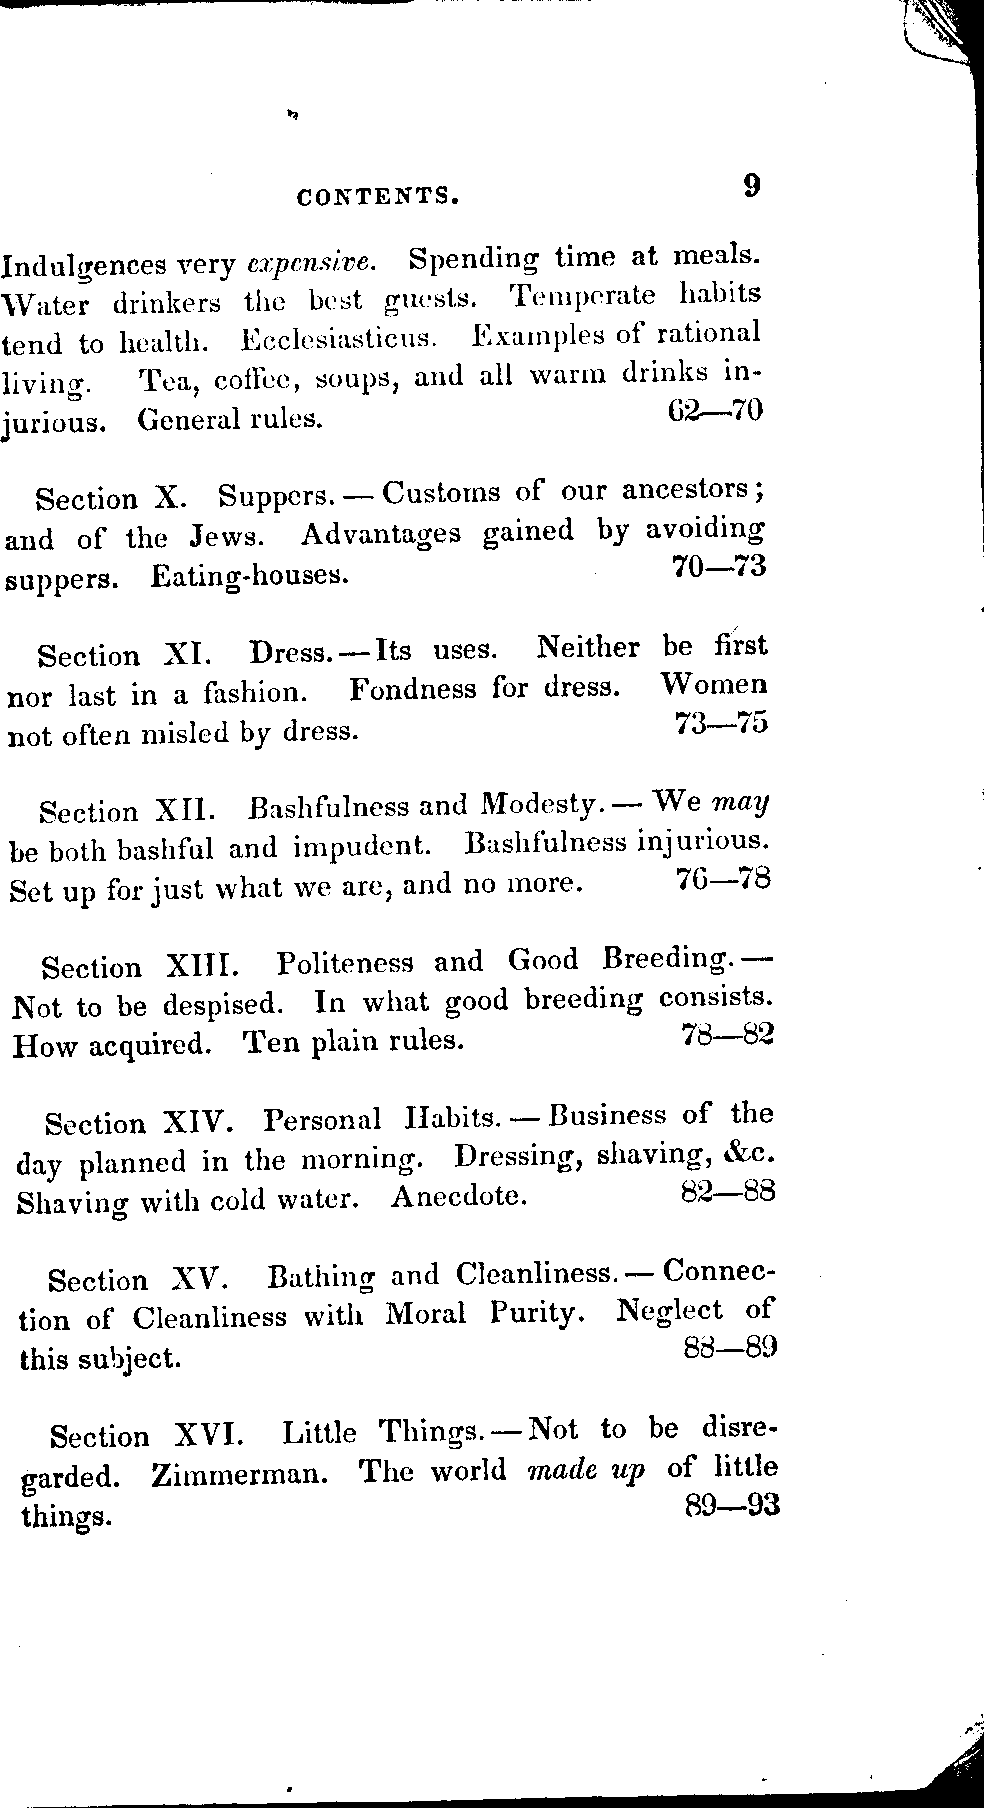 CONTENTS. 9
Indulgences very expensive. Spending time at meals.
Water drinkers the best guests. Temperate habits
tend to health. Ecclesiasticus. Examples of rational
living. Tea, coffee, soups, and all warm drinks in-
jurious. General rules. 62—70
Section X. Suppers. — Customs of our ancestors;
and of the Jews. Advantages gained by avoiding
suppers. Eating-houses. 70—73
Section XI. Dress. — Its uses. Neither be first
nor last in a fashion. Fondness for dress. Women
not often misled by dress. 73—75
Section XII. Bashfulness and Modesty. — We may
be both bashful and impudent. Bashfulness injurious.
Set up for just what we are, and no more. 76—78
Section XIII. Politeness and Good Breeding. —
Not to be despised. In what good breeding consists.
How acquired. Ten plain rules. 78—82
Section XIV. Personal Habits. — Business of the
day planned in the morning. Dressing, shaving, &c.
Shaving with cold water. Anecdote. 82—88
Section XV. Bathing and Cleanliness. — Connec-
tion of Cleanliness with Moral Purity. Neglect of
this subject. 88—89
Section XVI. Little Things. — Not to be disre-
garded. Zimmerman. The world made up of little
things. 89—93